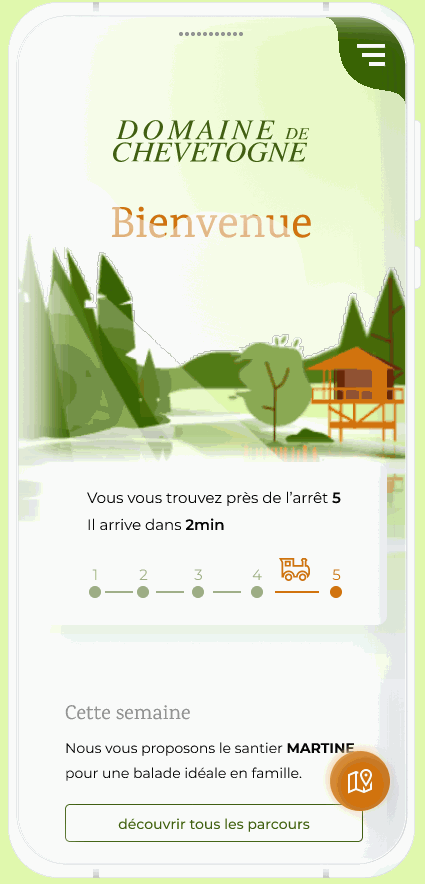 DOMAINE DE
CHEVETOGNE
Bienvenue
Vous vous trouvez près de l'arrêt 5
Il arrive dans 2min
1 2 3 4 5
Cette semaine
Nous vous proposons le santier MARTINE
pour une balade idéale en famille.
découvrir tous les parcours